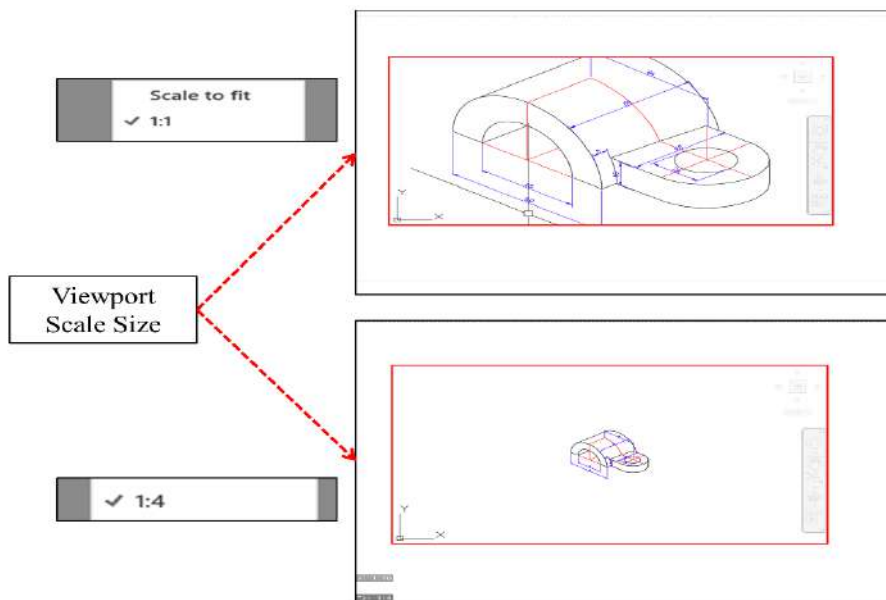 Scale to fit
✓ 1:1
Y
X
Viewport
Scale Size
✓ 1:4
Y
X